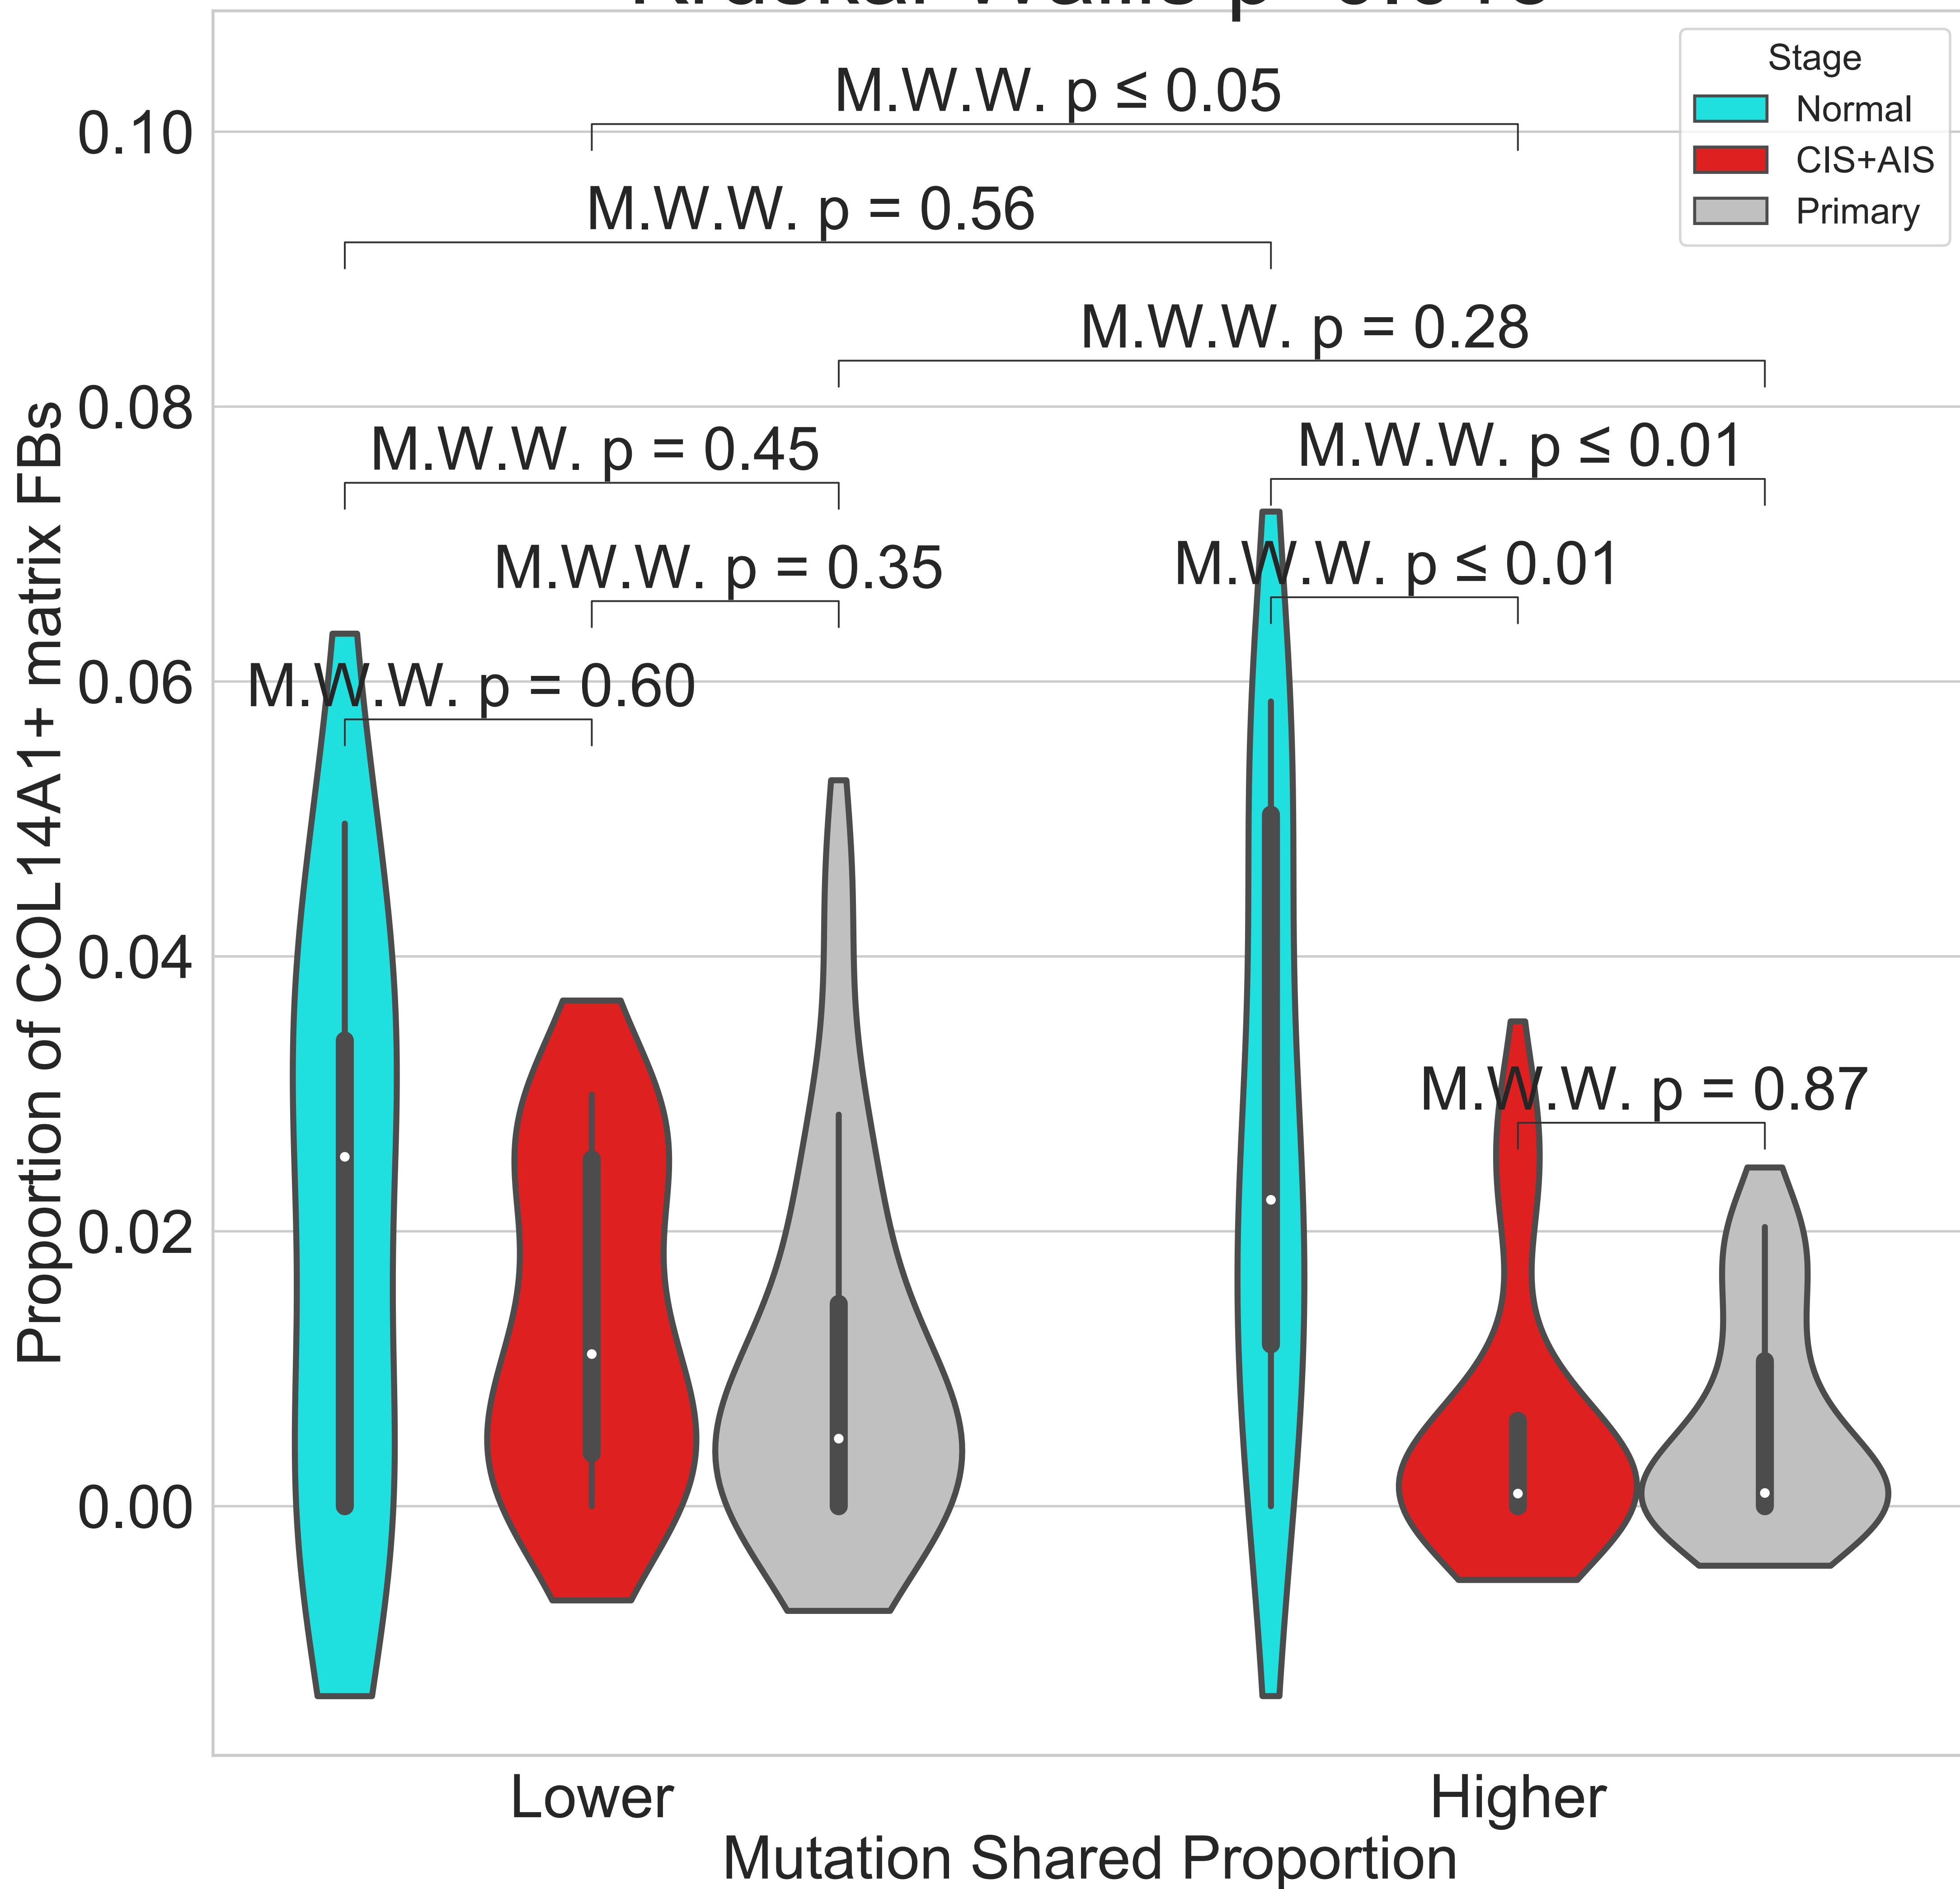 M.W.W. p ≤ 0.05
M.W.W. p = 0.56
M.W.W. p = 0.28
M.W.W. p = 0.45
M.W.W. p ≤ 0.01
M.W.W. p = 0.35
M.W.W. p ≤ 0.01
M.W.W. p = 0.60
M.W.W. p = 0.87
Stage
Normal
CIS+AIS
Primary
Proportion of COL14A1+ matrix FBs
0.10
0.08
0.06
0.04
0.02
0.00
Lower
Higher
Mutation Shared Proportion